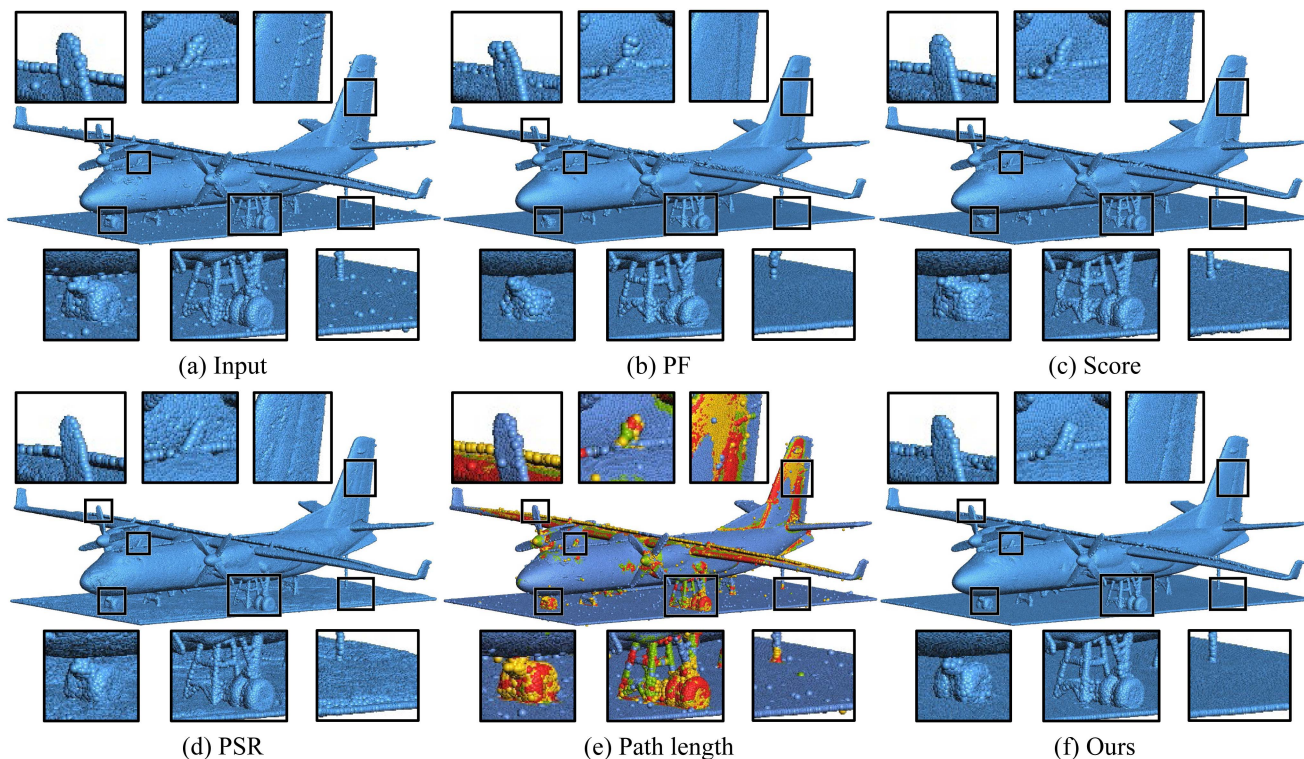 (a) Input
(b) PF
(c) Score
(d) PSR
(e) Path length
(f) Ours